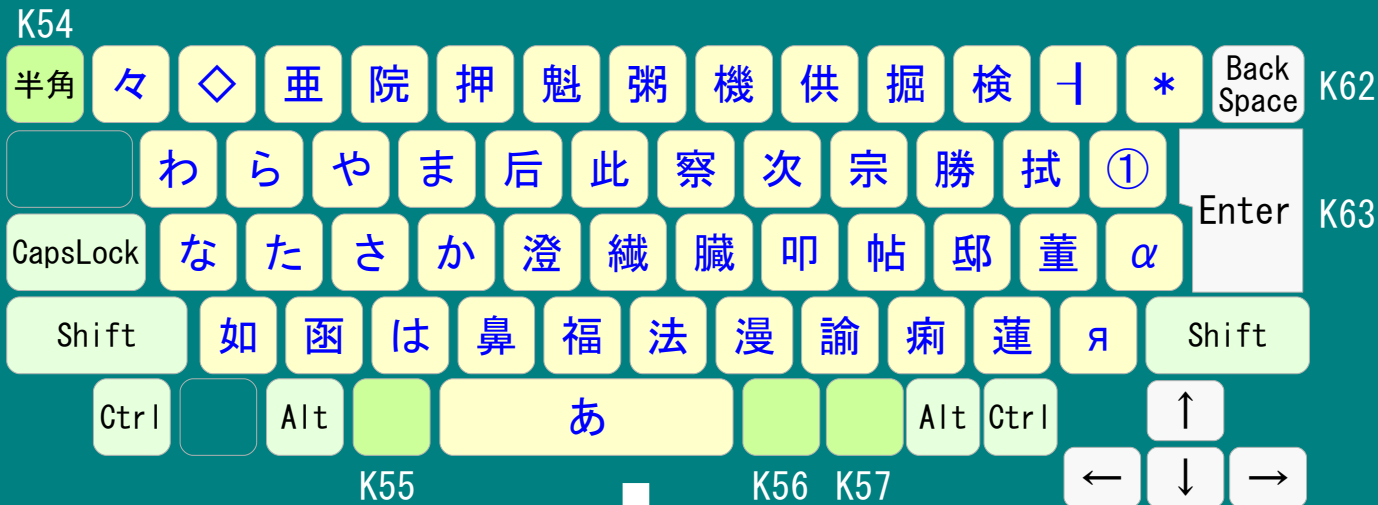 K54
半角 々 ◇ 亜 院 押 魁 粥 機 供 掘 検 ┤ * Back Space K62
わ ら や ま 后 此 察 次 宗 勝 拭 ①
Enter K63
CapsLock な た さ か 澄 繊 臓 叩 帖 邸 董 α
Shift 如 函 は 鼻 福 法 漫 諭 痢 蓮 я Shift
Ctrl Alt あ Alt Ctrl ↑
K55 K56 K57 ← ↓ →